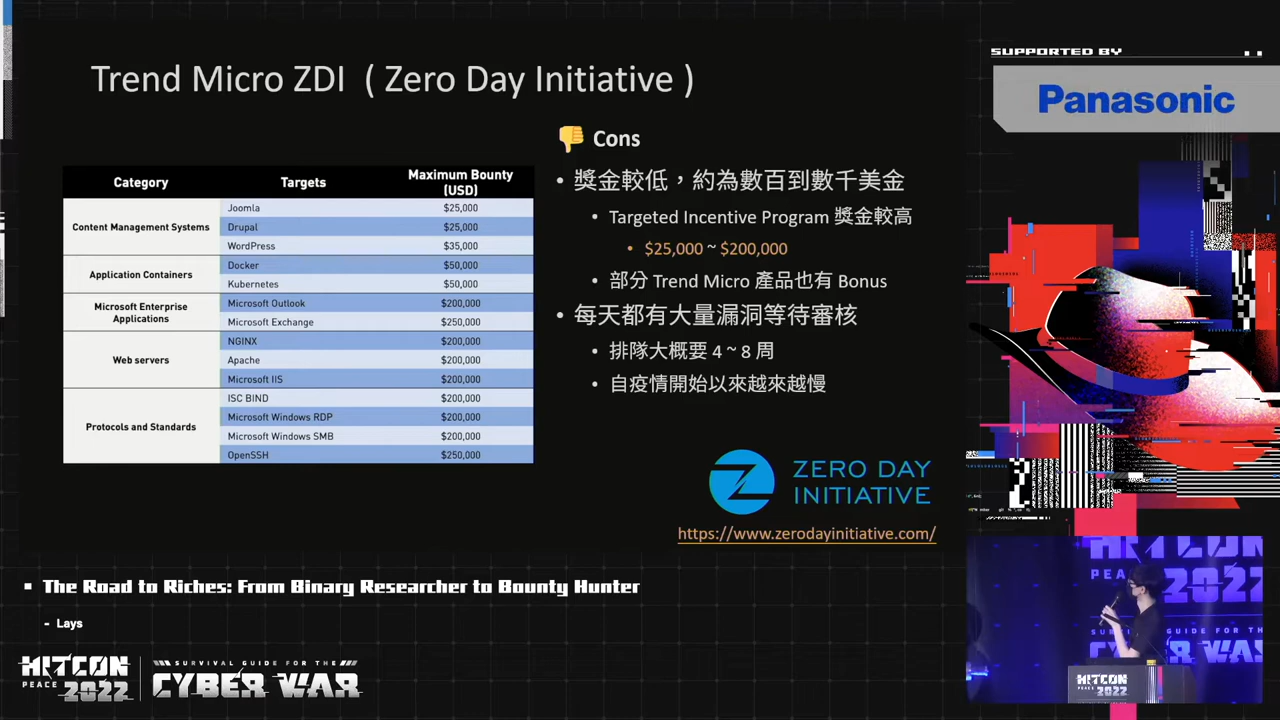 Trend Micro ZDI ( Zero Day Initiative )
Category Targets Maximum Bounty (USD)
Content Management Systems
Joomla $25,000
Drupal $25,000
WordPress $35,000
Application Containers
Docker $50,000
Kubernetes $50,000
Microsoft Enterprise Applications
Microsoft Outlook $200,000
Microsoft Exchange $250,000
Web servers
NGINX $200,000
Apache $200,000
Microsoft IIS $200,000
Protocols and Standards
ISC BIND $200,000
Microsoft Windows RDP $200,000
Microsoft Windows SMB $200,000
OpenSSH $250,000
👎 Cons
• 獎金較低，約為數百到數千美金
• Targeted Incentive Program 獎金較高
• $25,000 ~ $200,000
• 部分 Trend Micro 產品也有 Bonus
• 每天都有大量漏洞等待審核
• 排隊大概要 4 ~ 8 周
• 自疫情開始以來越來越慢
ZERO DAY
INITIATIVE
https://www.zerodayinitiative.com/
SUPPORTED BY
Panasonic
The Road to Riches: From Binary Researcher to Bounty Hunter
- Lays
HITCON
PEACE 2022
SURVIVAL GUIDE FOR THE
CYBER WAR
HITCON
PEACE
2022
GUIDE FOR THE
HITCON
2022